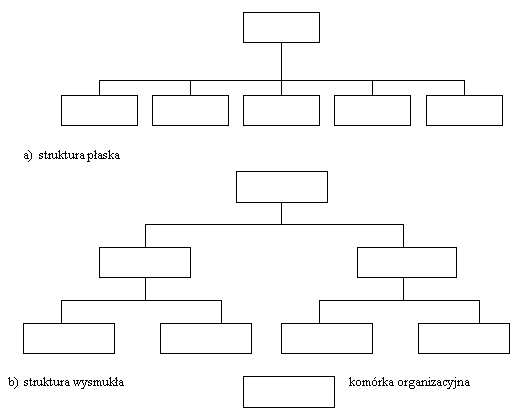 a) struktura płaska
b) struktura wysmukła
komórka organizacyjna